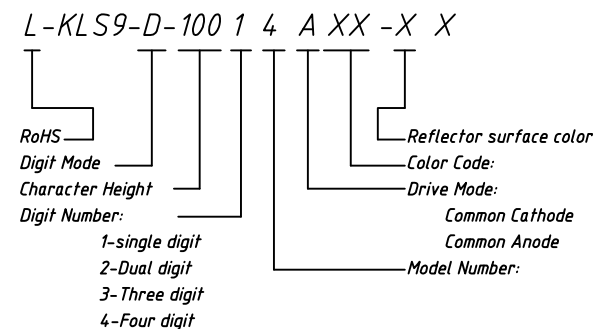 L-KLS9-D-100 1 4 A XX -X X
RoHS
Reflector surface color
Digit Mode
Color Code:
Character Height
Drive Mode:
Digit Number:
Common Cathode
1-single digit
Common Anode
2-Dual digit
Model Number:
3-Three digit
4-Four digit